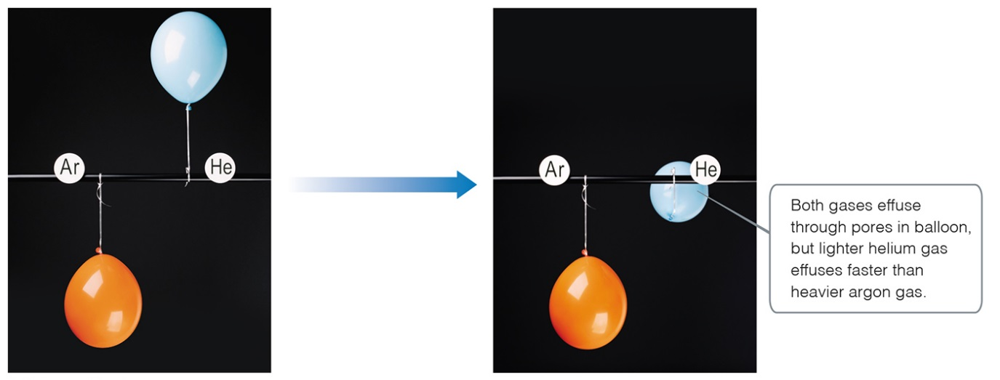 Ar
He
Ar
He
Both gases effuse
through pores in balloon,
but lighter helium gas
effuses faster than
heavier argon gas.